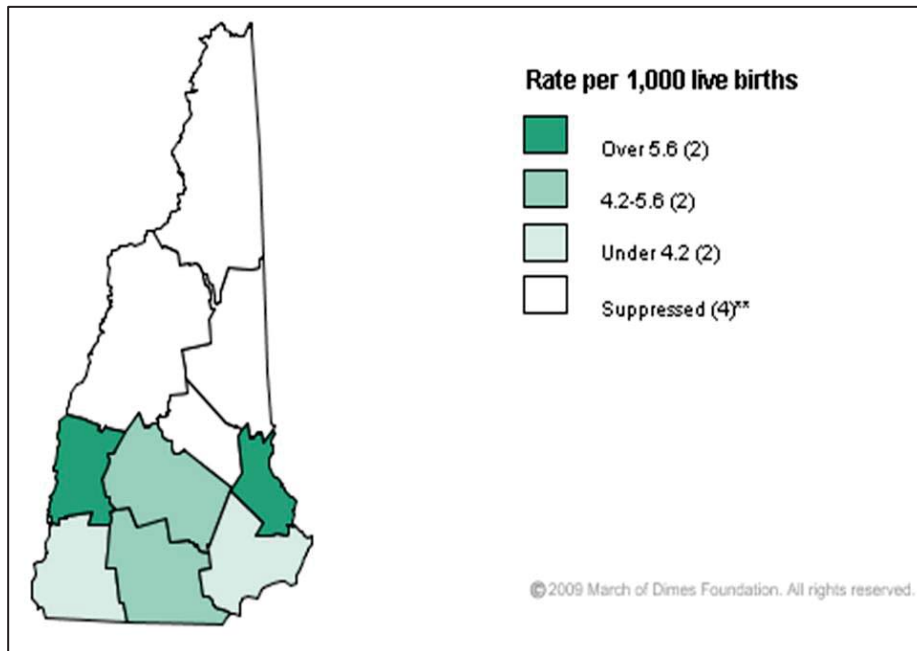 Rate per 1,000 live births
Over 5.6 (2)
4.2-5.6 (2)
Under 4.2 (2)
Suppressed (4)**
©2009 March of Dimes Foundation. All rights reserved.